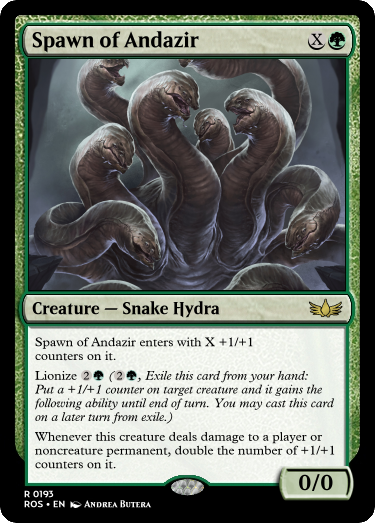 Spawn of Andazir X
Creature — Snake Hydra
Spawn of Andazir enters with X +1/+1
counters on it.
Lionize 2 (2, Exile this card from your hand:
Put a +1/+1 counter on target creature and it gains the
following ability until end of turn. You may cast this card
on a later turn from exile.)
Whenever this creature deals damage to a player or
noncreature permanent, double the number of +1/+1
counters on it.
0/0
R 0193
ROS • EN Andrea Butera